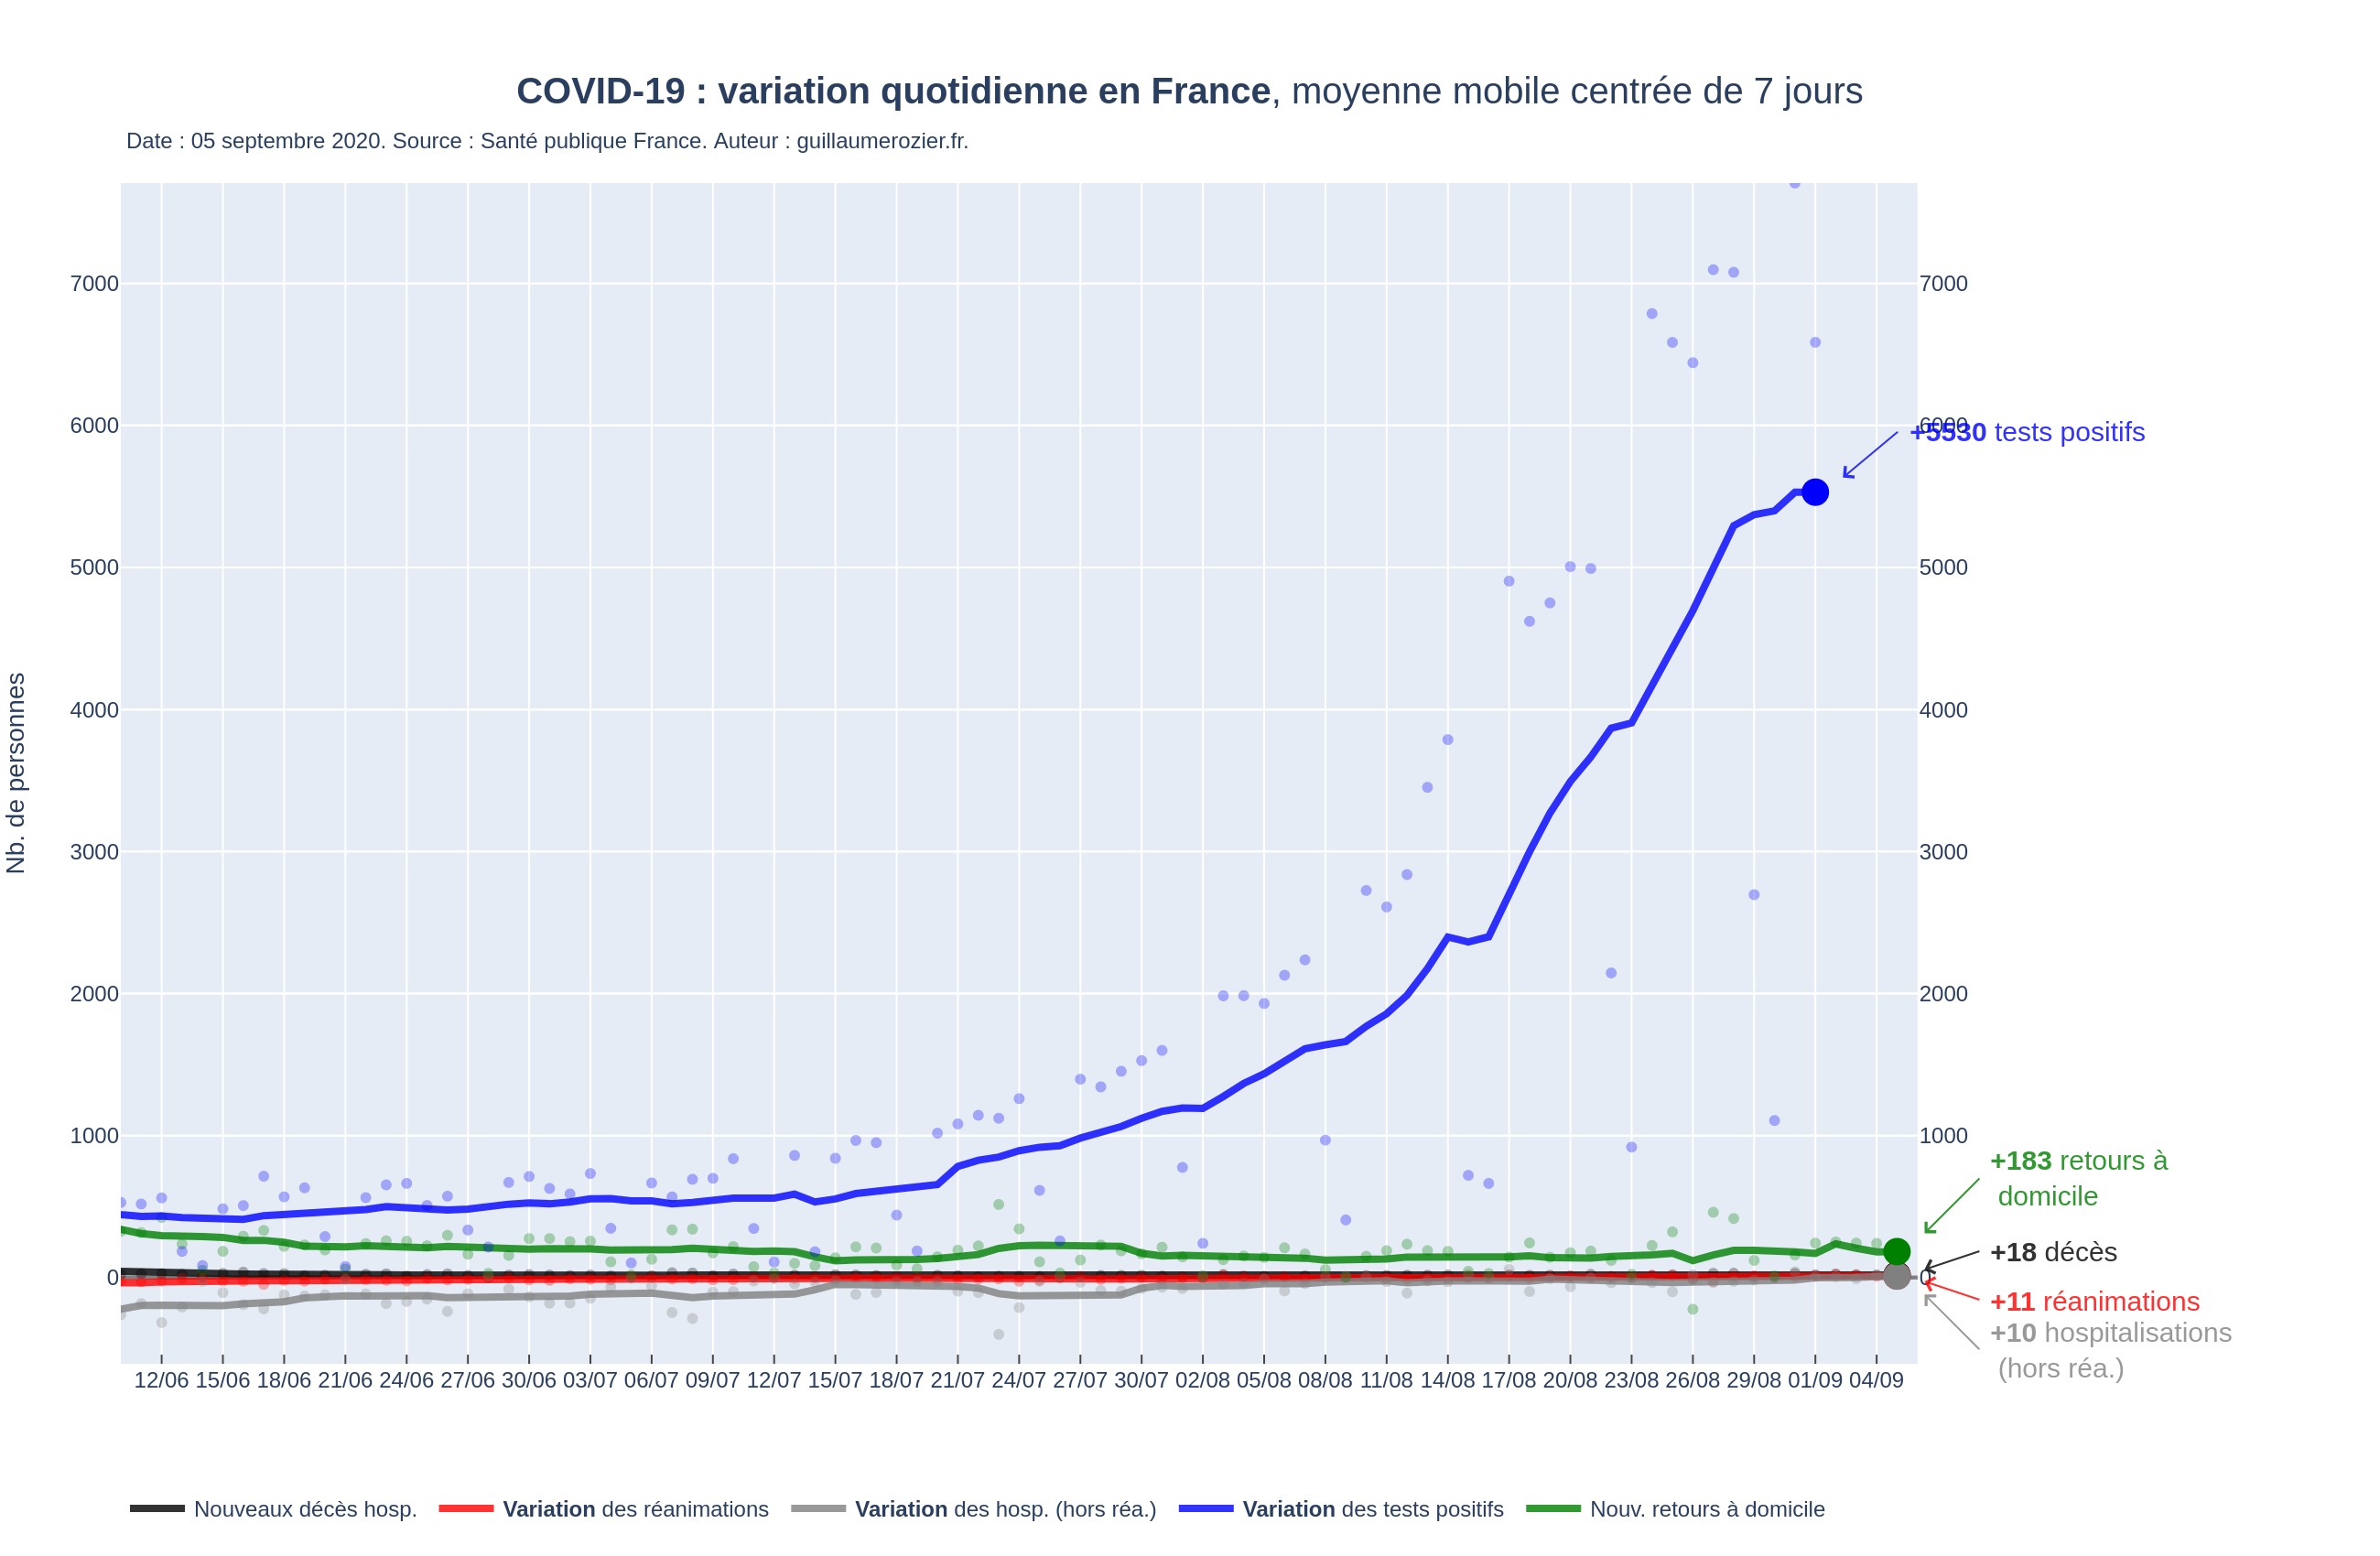 COVID-19 : variation quotidienne en France, moyenne mobile centrée de 7 jours
Date : 05 septembre 2020. Source : Santé publique France. Auteur : guillaumerozier.fr.
Nb. de personnes
7000
6000
5000
4000
3000
2000
1000
0
7000
6000
5000
4000
3000
2000
1000
0
+5530 tests positifs
+183 retours à
domicile
+18 décès
+11 réanimations
+10 hospitalisations
(hors réa.)
12/06 15/06 18/06 21/06 24/06 27/06 30/06 03/07 06/07 09/07 12/07 15/07 18/07 21/07 24/07 27/07 30/07 02/08 05/08 08/08 11/08 14/08 17/08 20/08 23/08 26/08 29/08 01/09 04/09
Nouveaux décès hosp. Variation des réanimations Variation des hosp. (hors réa.) Variation des tests positifs Nouv. retours à domicile